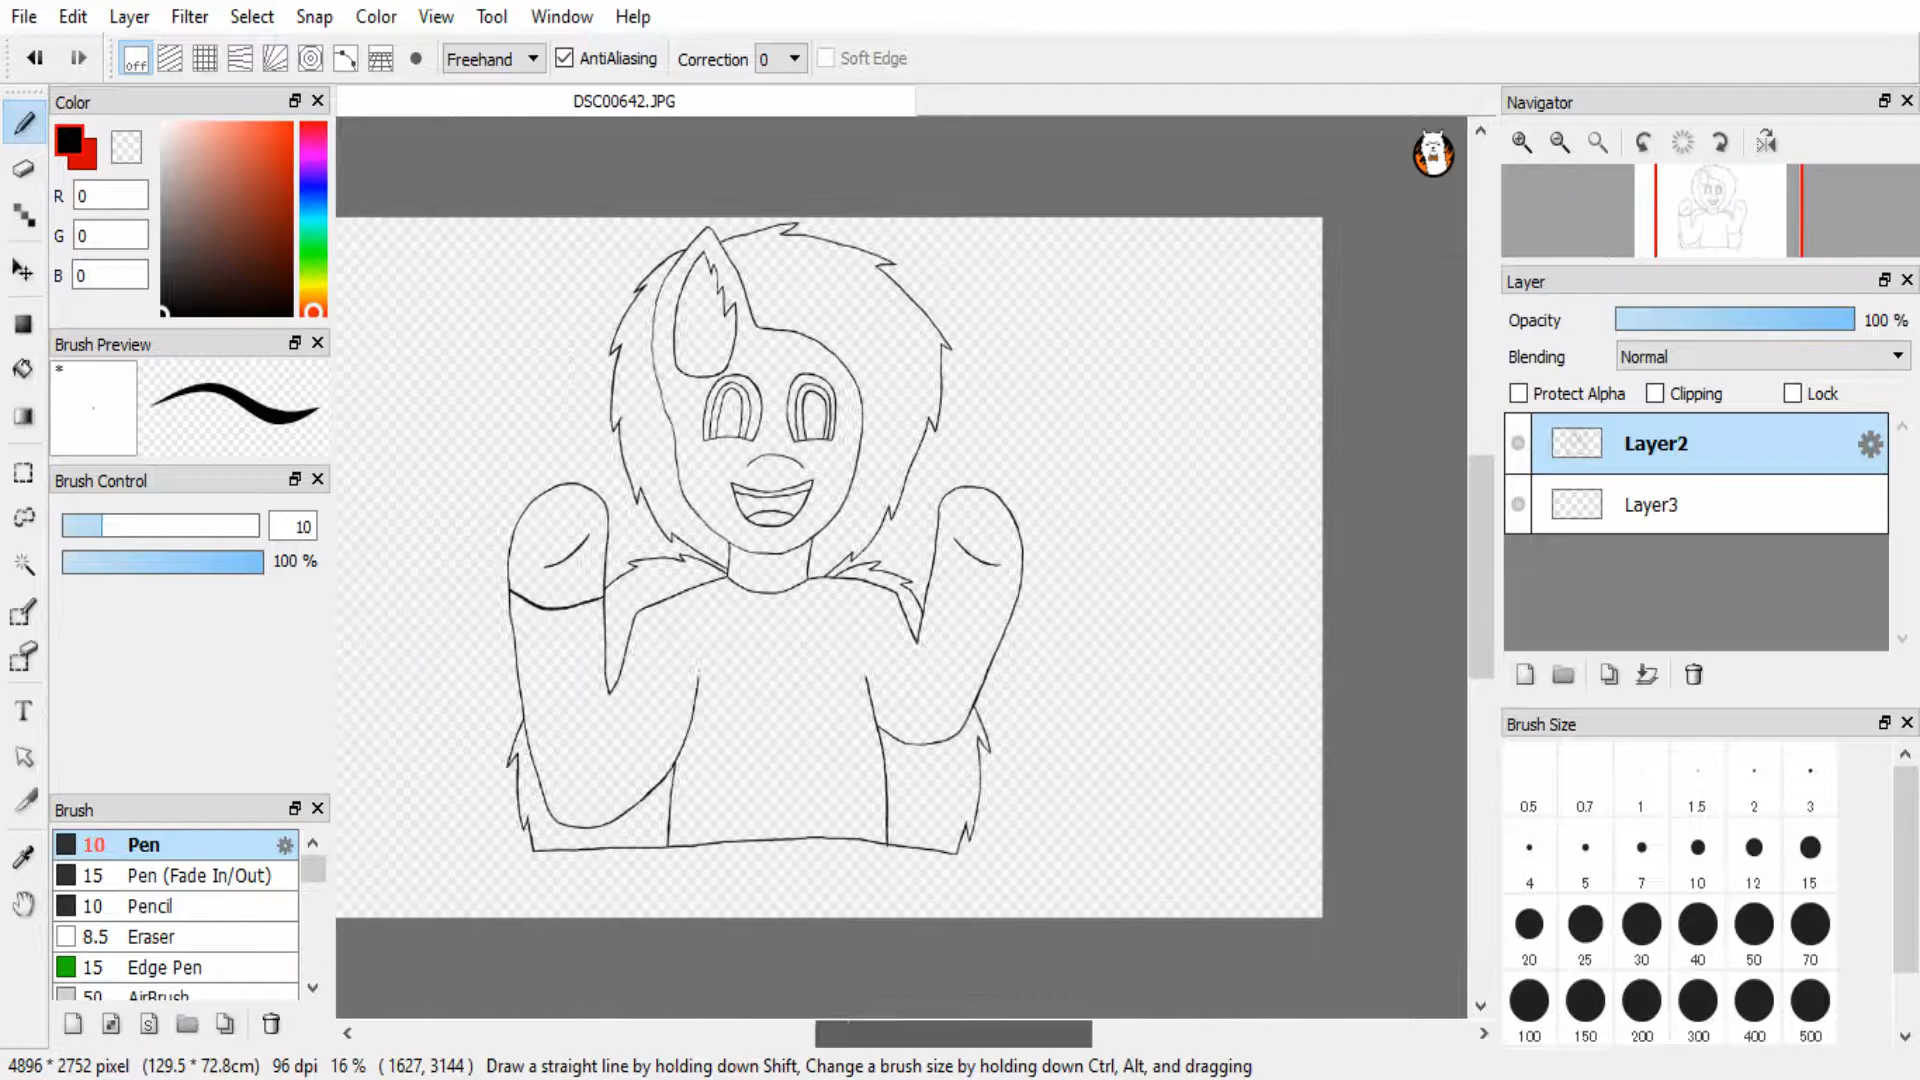 File Edit Layer Filter Select Snap Color View Tool Window Help
off Freehand AntiAliasing Correction 0 Soft Edge
Color
R 0
G 0
B 0
Brush Preview
*
Brush Control
10
100 %
Brush
10 Pen
15 Pen (Fade In/Out)
10 Pencil
8.5 Eraser
15 Edge Pen
50 AirBrush
DSC00642.JPG
Navigator
Layer
Opacity 100 %
Blending Normal
Protect Alpha Clipping Lock
Layer2
Layer3
Brush Size
0.5 0.7 1 1.5 2 3
4 5 7 10 12 15
20 25 30 40 50 70
100 150 200 300 400 500
4896 * 2752 pixel (129.5 * 72.8cm) 96 dpi 16 % ( 1627, 3144 ) Draw a straight line by holding down Shift, Change a brush size by holding down Ctrl, Alt, and dragging